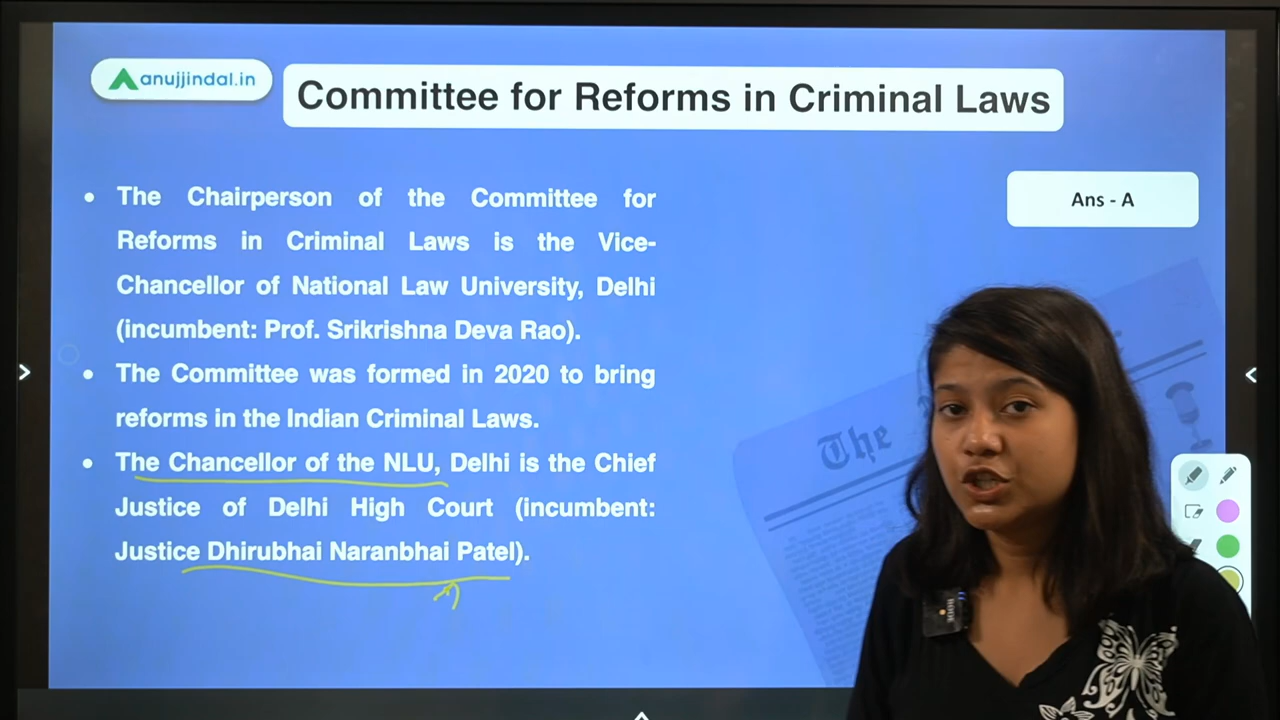 anujjindal.in
Committee for Reforms in Criminal Laws
Ans - A
• The Chairperson of the Committee for
Reforms in Criminal Laws is the Vice-
Chancellor of National Law University, Delhi
(incumbent: Prof. Srikrishna Deva Rao).
• The Committee was formed in 2020 to bring
reforms in the Indian Criminal Laws.
• The Chancellor of the NLU, Delhi is the Chief
Justice of Delhi High Court (incumbent:
Justice Dhirubhai Naranbhai Patel).
The